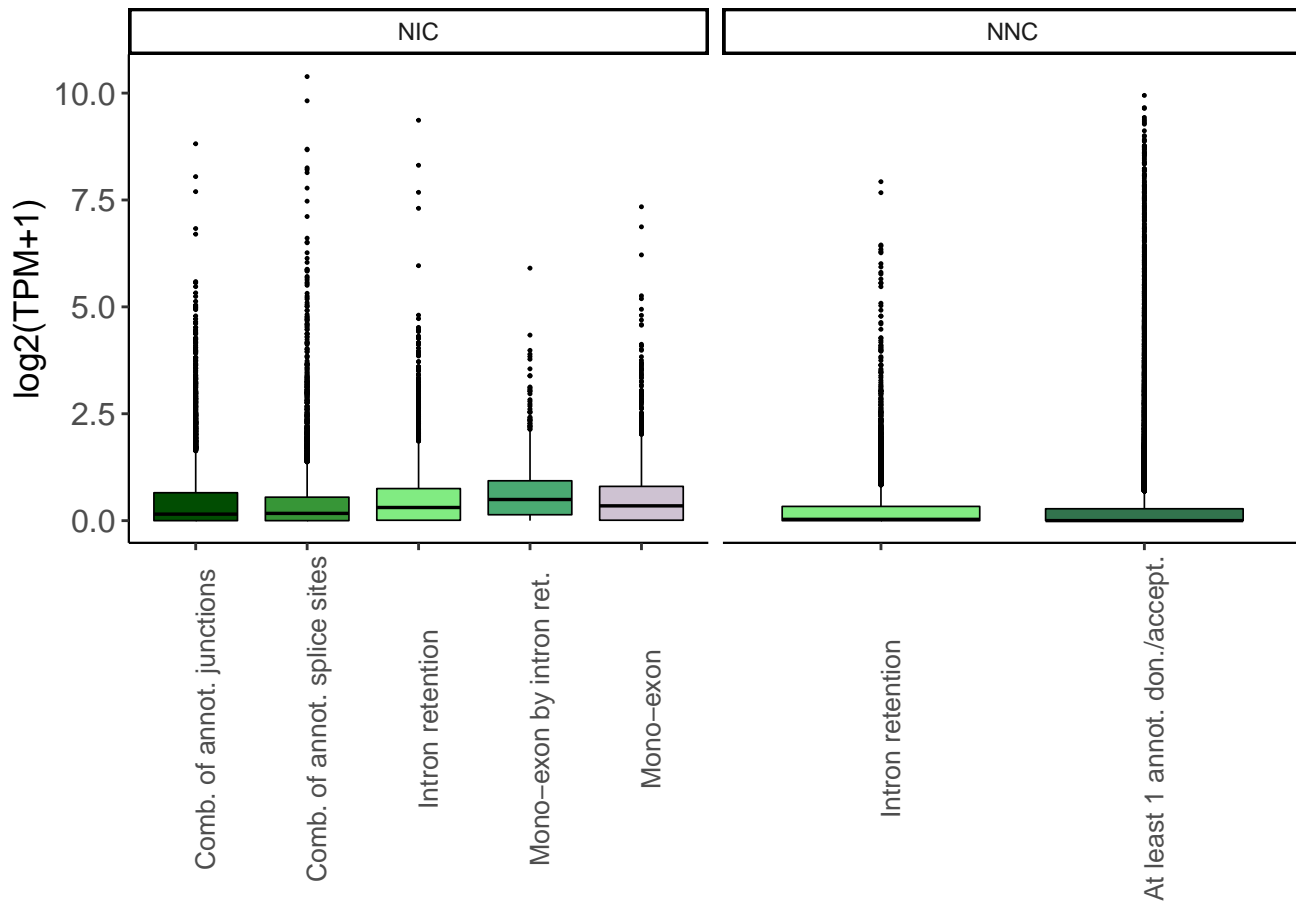 NIC
NNC
log2(TPM+1)
10.0
7.5
5.0
2.5
0.0
Comb. of annot. junctions
Comb. of annot. splice sites
Intron retention
Mono−exon by intron ret.
Mono−exon
Intron retention
At least 1 annot. don./accept.